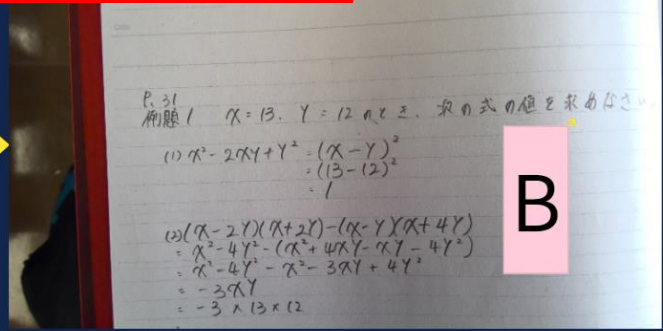 P. 31
例題1 x=13, y=12のとき, 次の式の値を求めなさい.
(1) x²-2xy+y² =(x-y)²
=(13-12)²
=1
B
(2)(x-2y)(x+2y)-(x-y)(x+4y)
= x²-4y²-(x²+4xy-xy-4y²)
= x²-4y²-x²-3xy+4y²
= -3xy
= -3×13×12